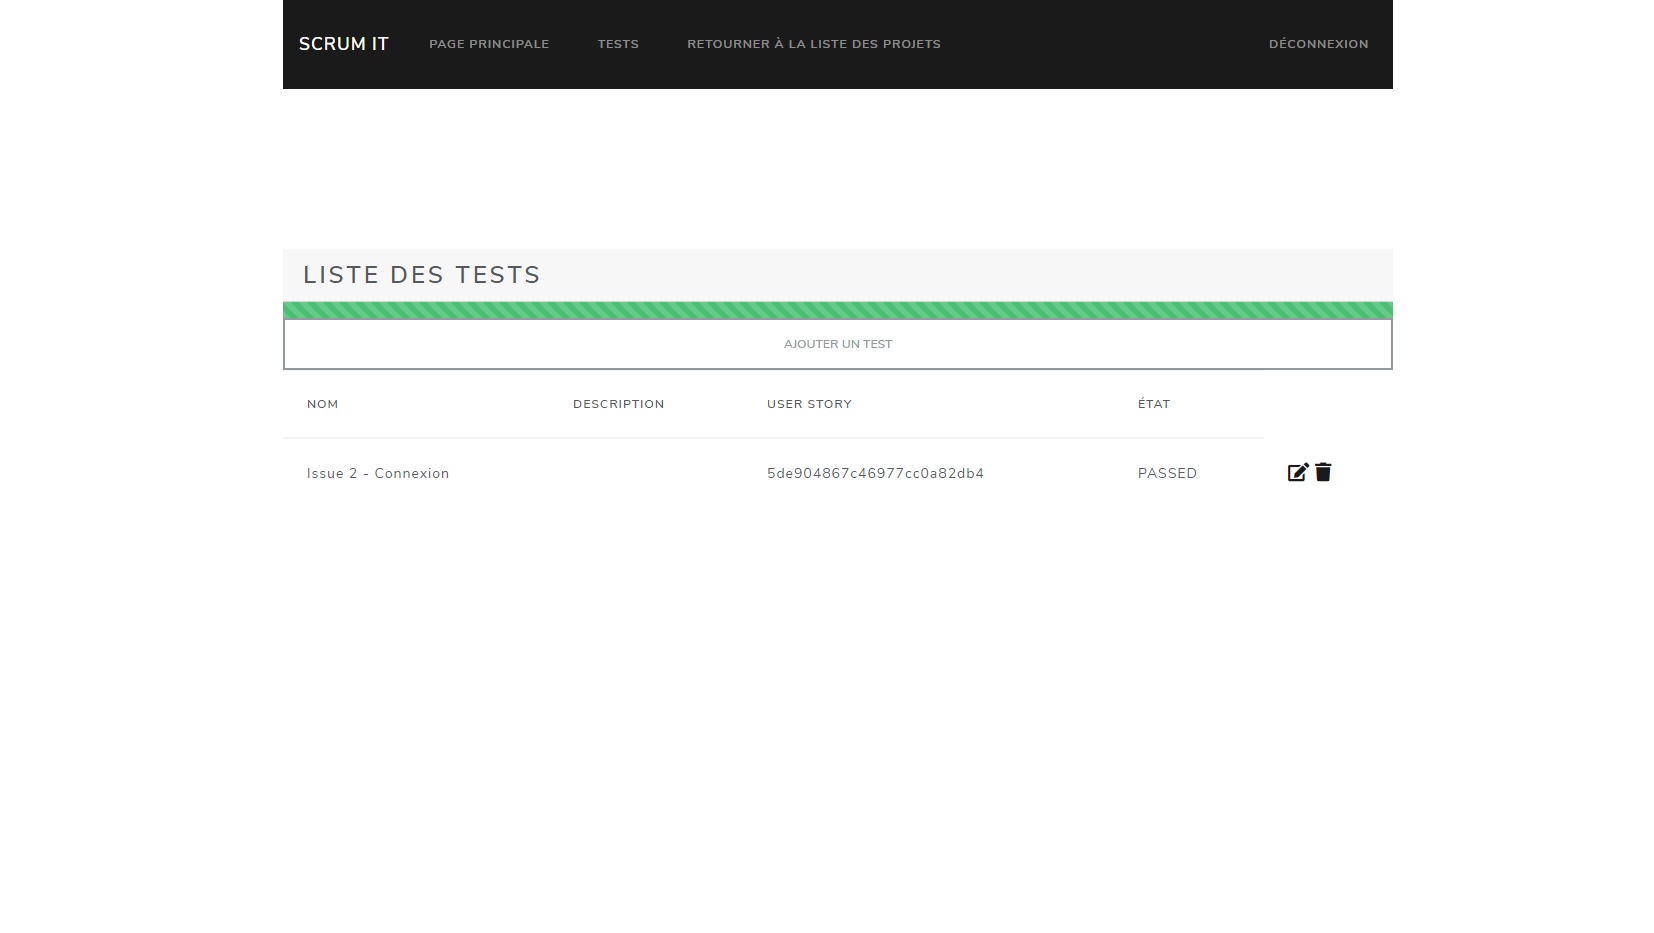 SCRUM IT PAGE PRINCIPALE TESTS RETOURNER À LA LISTE DES PROJETS DÉCONNEXION
LISTE DES TESTS
AJOUTER UN TEST
NOM DESCRIPTION USER STORY ÉTAT
Issue 2 - Connexion 5de904867c46977cc0a82db4 PASSED